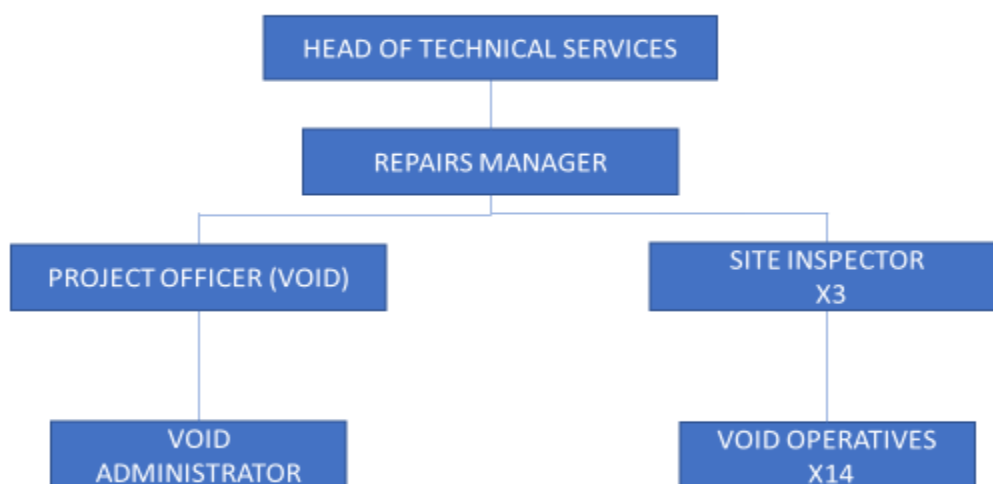 HEAD OF TECHNICAL SERVICES
REPAIRS MANAGER
PROJECT OFFICER (VOID)
SITE INSPECTOR
X3
VOID
ADMINISTRATOR
VOID OPERATIVES
X14